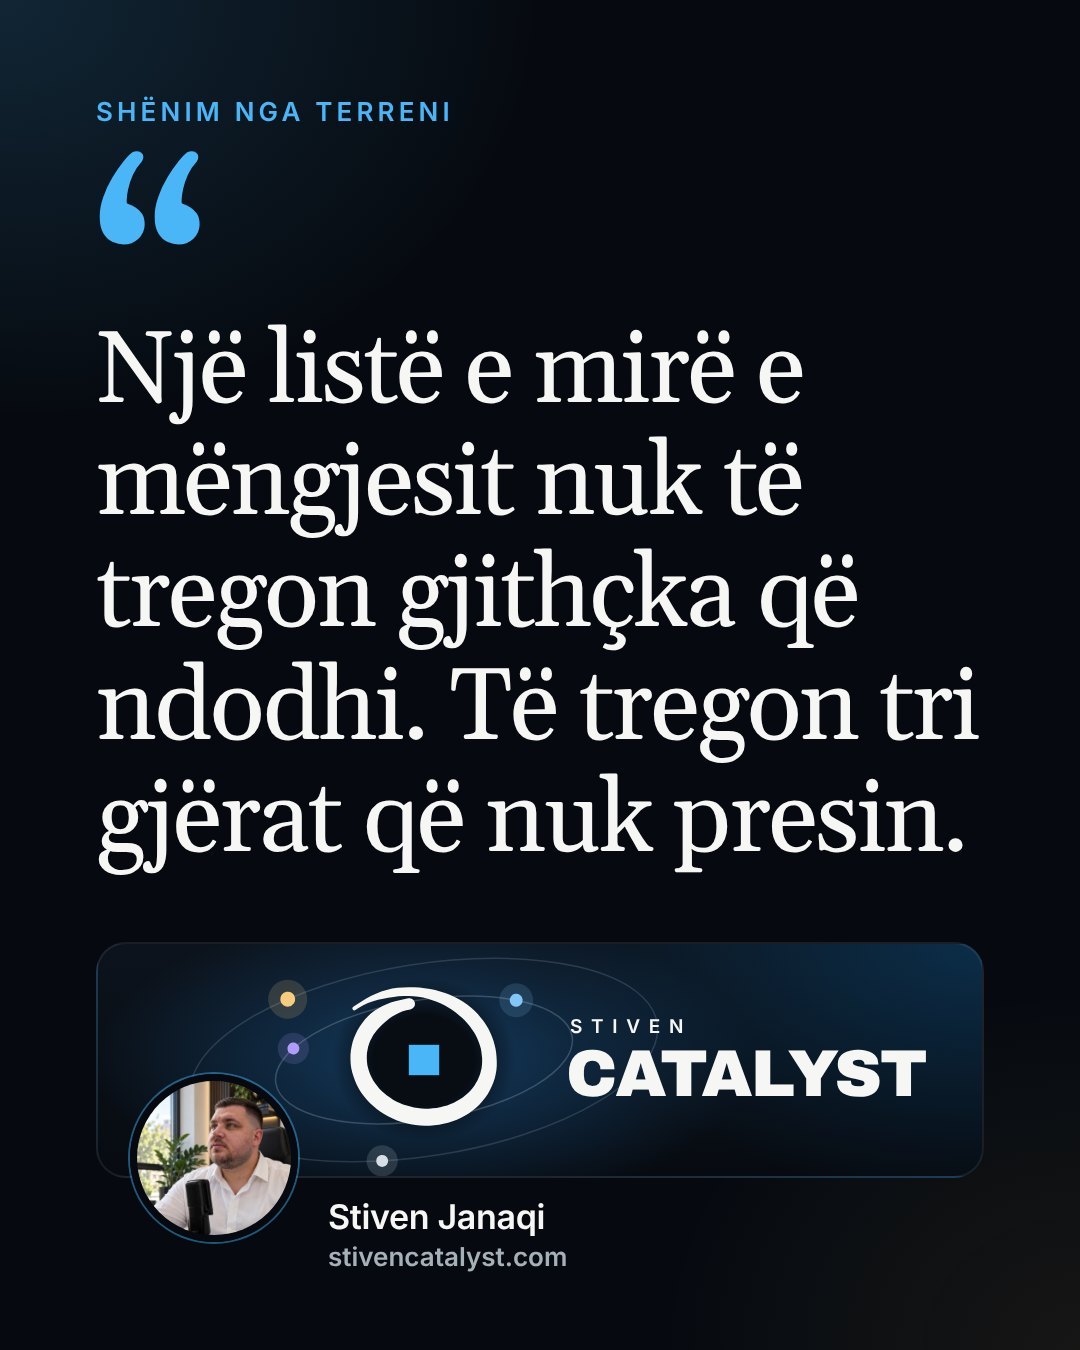 SHËNIM NGA TERRENI
“
Një listë e mirë e
mëngjesit nuk të
tregon gjithçka që
ndodhi. Të tregon tri
gjërat që nuk presin.
STIVEN
CATALYST
Stiven Janaqi
stivencatalyst.com